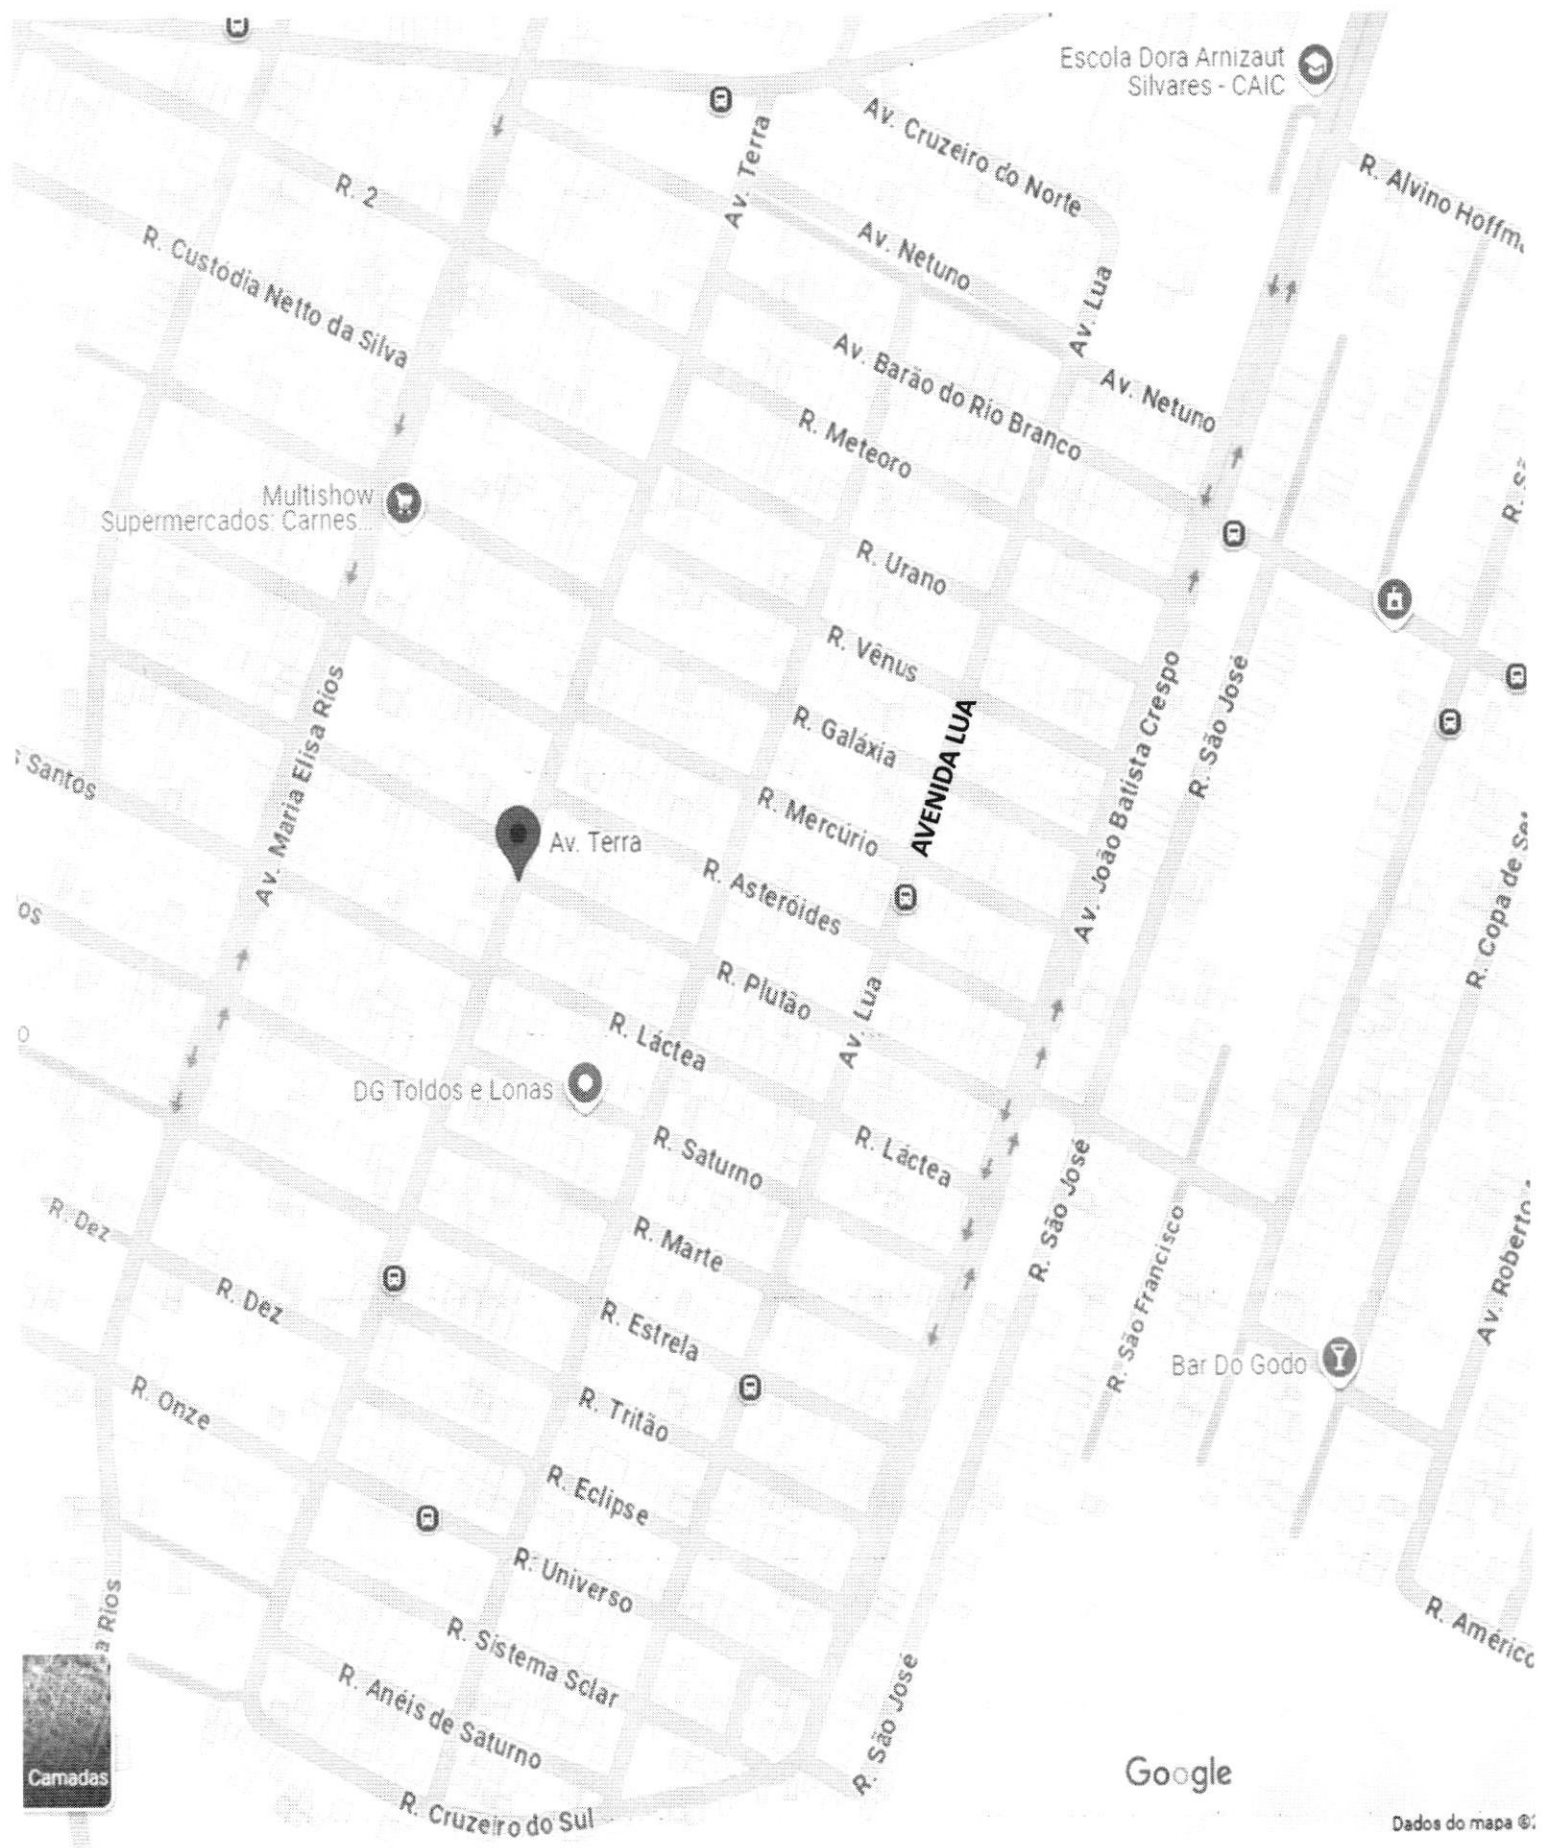 Escola Dora Arnizaut
Silvares - CAIC
Av. Cruzeiro do Norte
R. Alvino Hoffm
Av. Terra
R. 2
Av. Netuno
R. Custódia Netto da Silva
Av. Lua
Av. Barão do Rio Branco
Av. Netuno
R. Meteoro
Multishow
Supermercados: Carnes...
R. Urano
R. Vênus
R. Galáxia
AVENIDA LUA
R. São José
Av. João Batista Crespo
Av. Maria Elisa Rios
s Santos
R. Mercúrio
Av. Terra
R. Asteróides
R. Copa de
os
R. Plutão
Av. Lua
R. Láctea
o
DG Toldos e Lonas
R. Saturno
R. Láctea
R. São José
R. Dez
R. Marte
R. São Francisco
Av. Roberto
R. Dez
R. Estrela
Bar Do Godo
R. Onze
R. Tritão
R. Eclipse
R. Universo
a Rios
R. Sistema Sclar
R. Américo
R. Anéis de Saturno
R. São José
Camadas
R. Cruzeiro do Sul
Google
Dados do mapa ©2